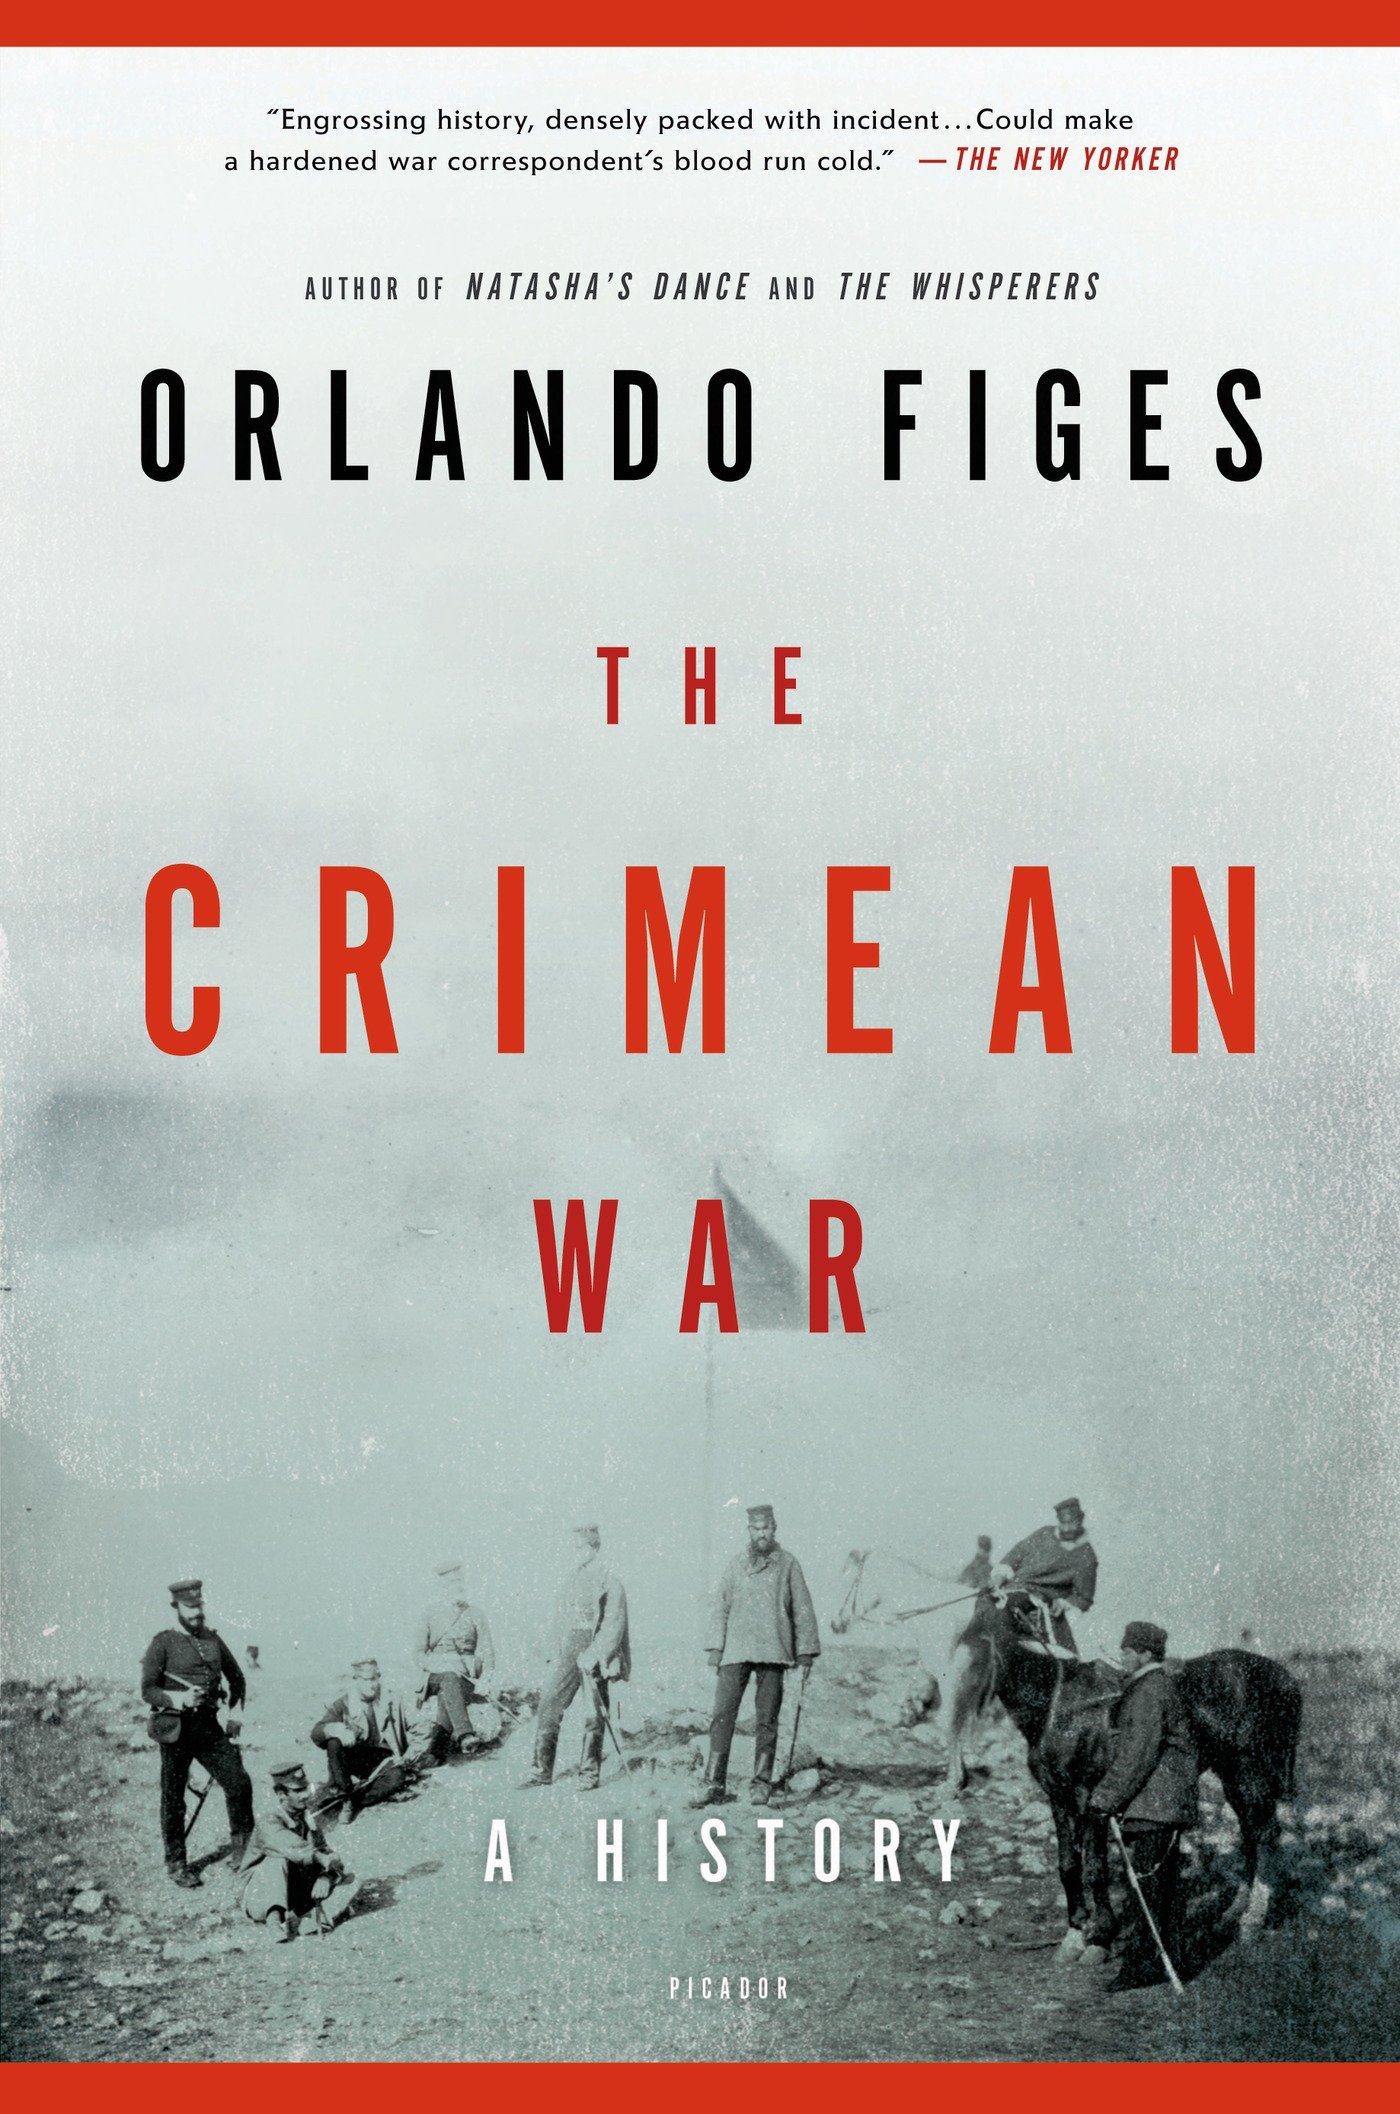 “Engrossing history, densely packed with incident...Could make
a hardened war correspondent’s blood run cold.” —THE NEW YORKER
AUTHOR OF NATASHA’S DANCE AND THE WHISPERERS
ORLANDO FIGES
THE
CRIMEAN
WAR
A HISTORY
PICADOR